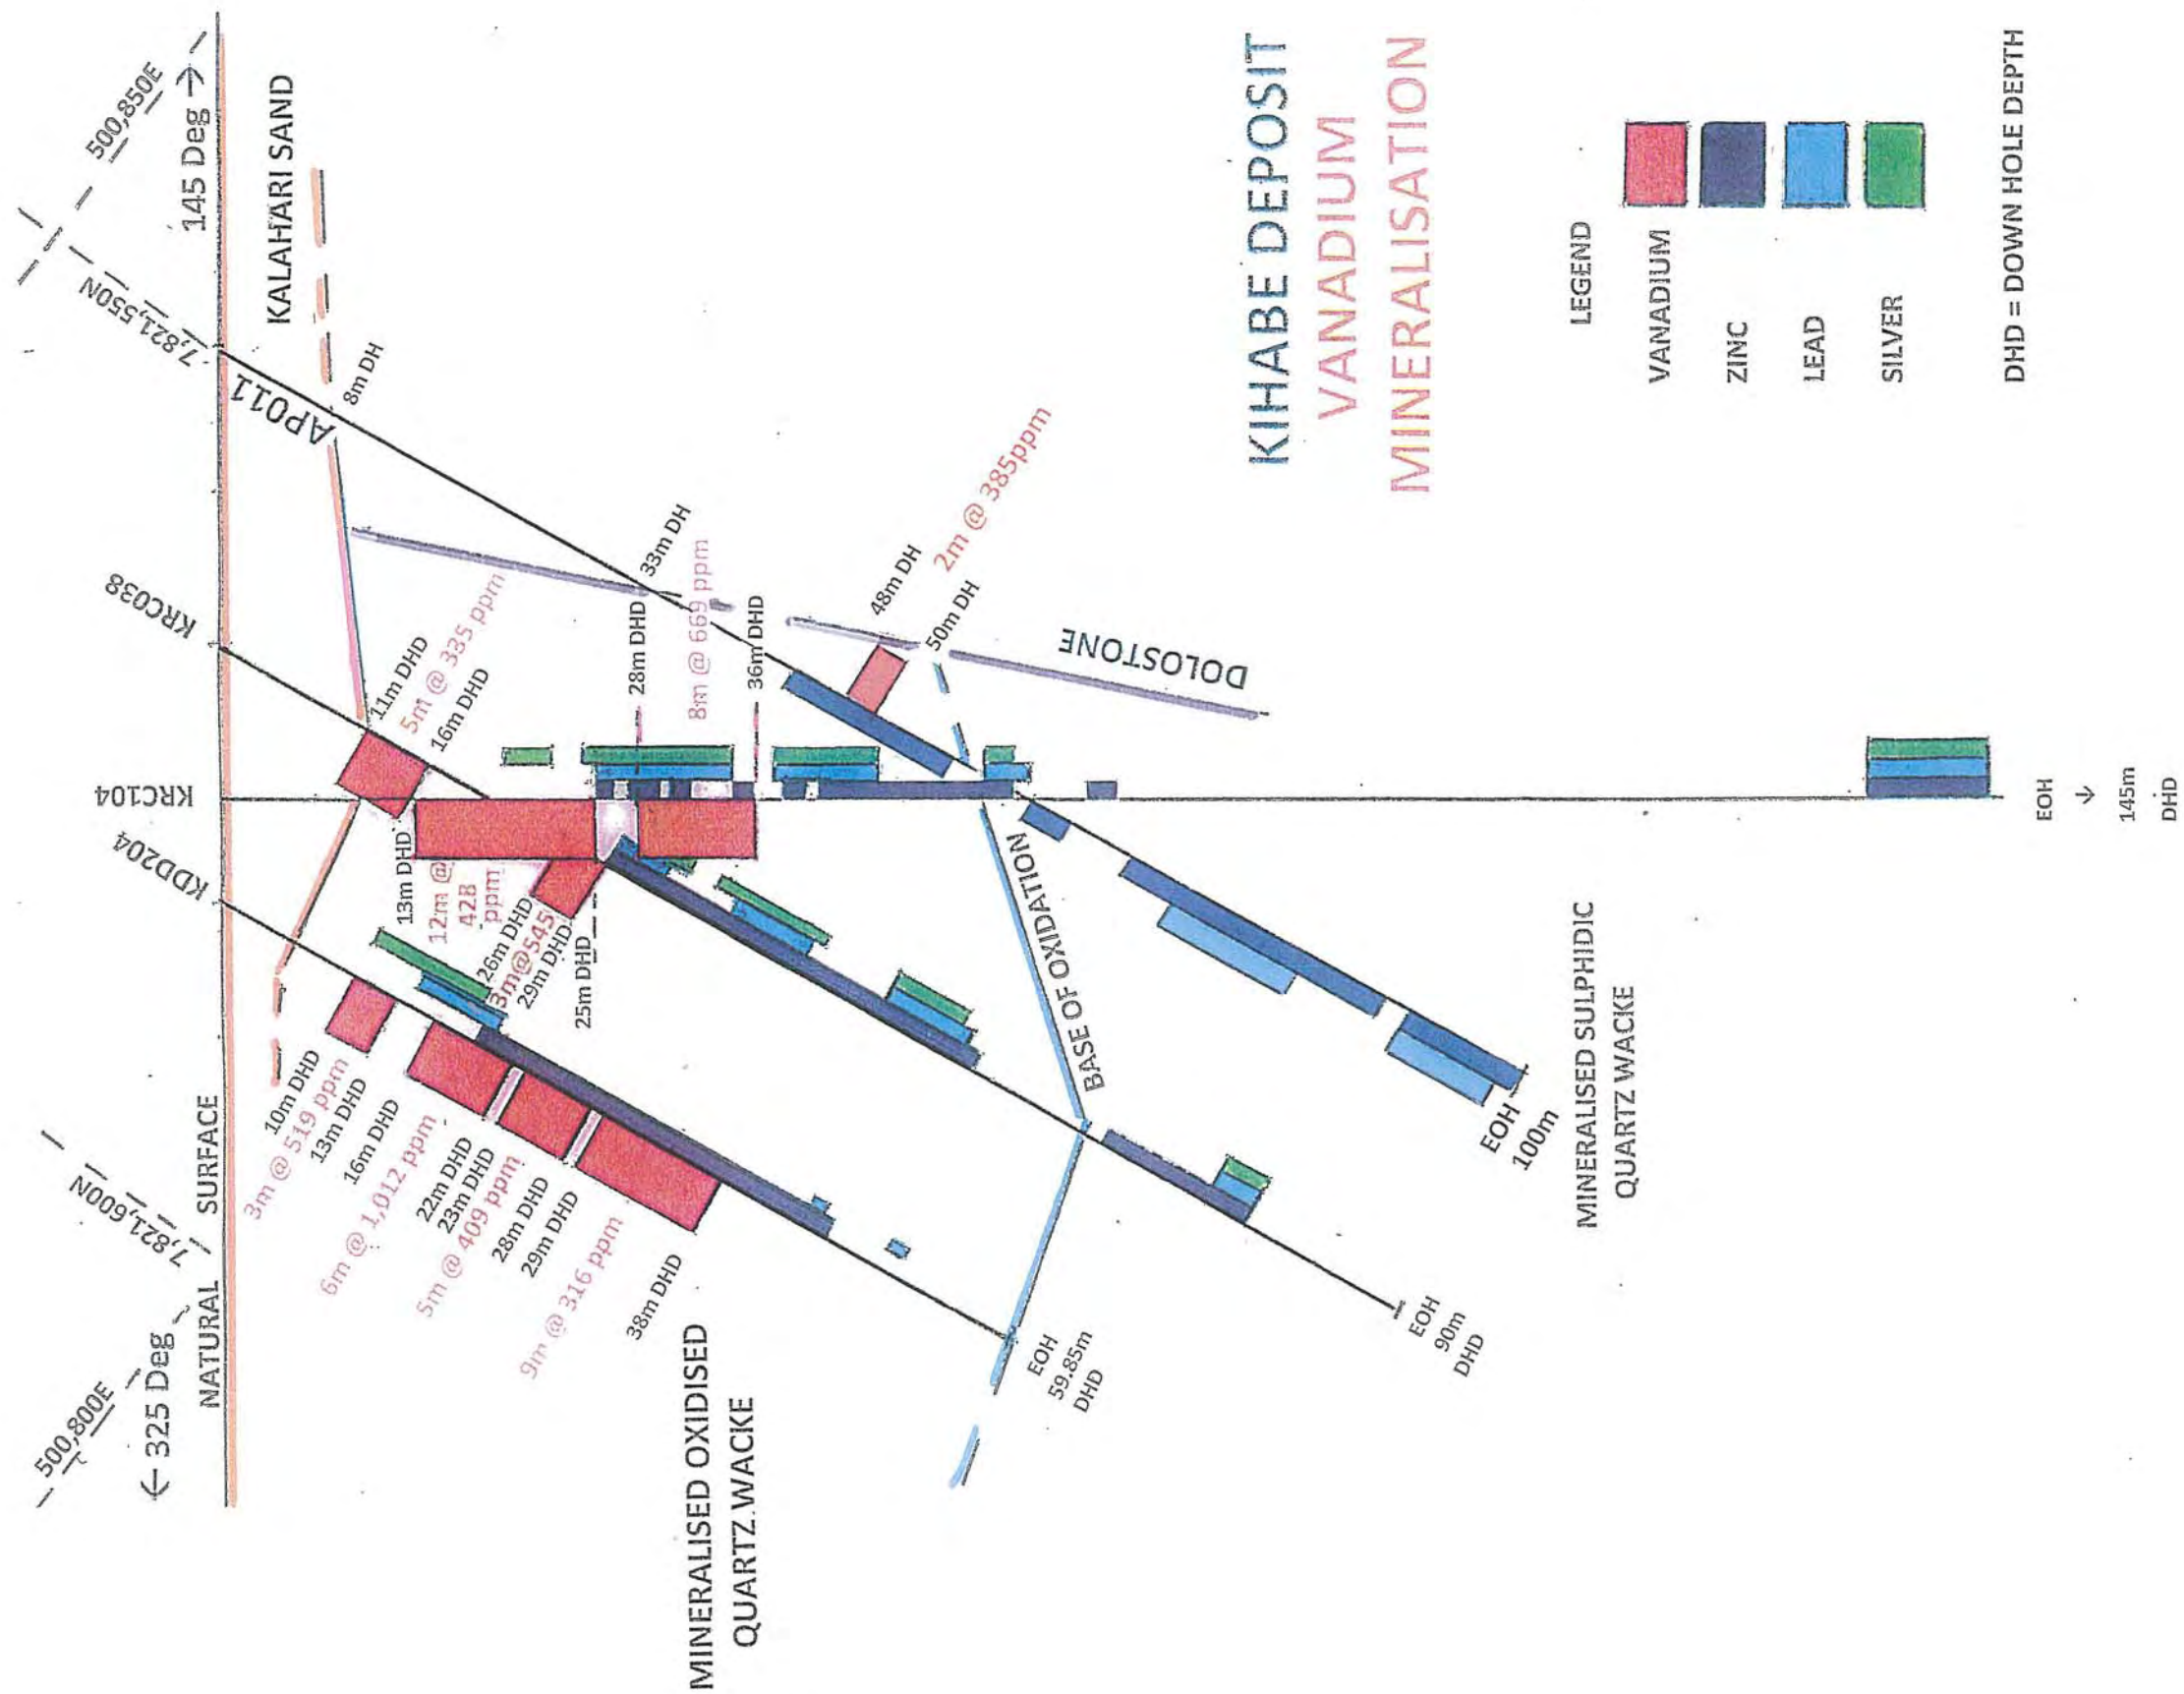 500,800E
← 325 Deg
7,821,600N
NATURAL SURFACE
KDD204
KRC104
KRC038
7,821,550N
500,850E
145 Deg →
AP011
KALAHARI SAND
8m DH
33m DH
48m DH
2m @ 385ppm
50m DH
DOLOSTONE
11m DHD
5m @ 335 ppm
16m DHD
28m DHD
8m @ 669 ppm
36m DHD
13m DHD
12m @
428
ppm
26m DHD
3m@545
29m DHD
25m DHD
10m DHD
3m @ 519 ppm
13m DHD
16m DHD
6m @ 1,012 ppm
22m DHD
23m DHD
5m @ 409 ppm
28m DHD
29m DHD
9m @ 316 ppm
38m DHD
BASE OF OXIDATION
MINERALISED OXIDISED
QUARTZ WACKE
EOH
59.85m
DHD
EOH
90m
DHD
EOH
100m
MINERALISED SULPHIDIC
QUARTZ WACKE
EOH
↓
145m
DHD
KIHABE DEPOSIT
VANADIUM
MINERALISATION
LEGEND
VANADIUM
ZINC
LEAD
SILVER
DHD = DOWN HOLE DEPTH